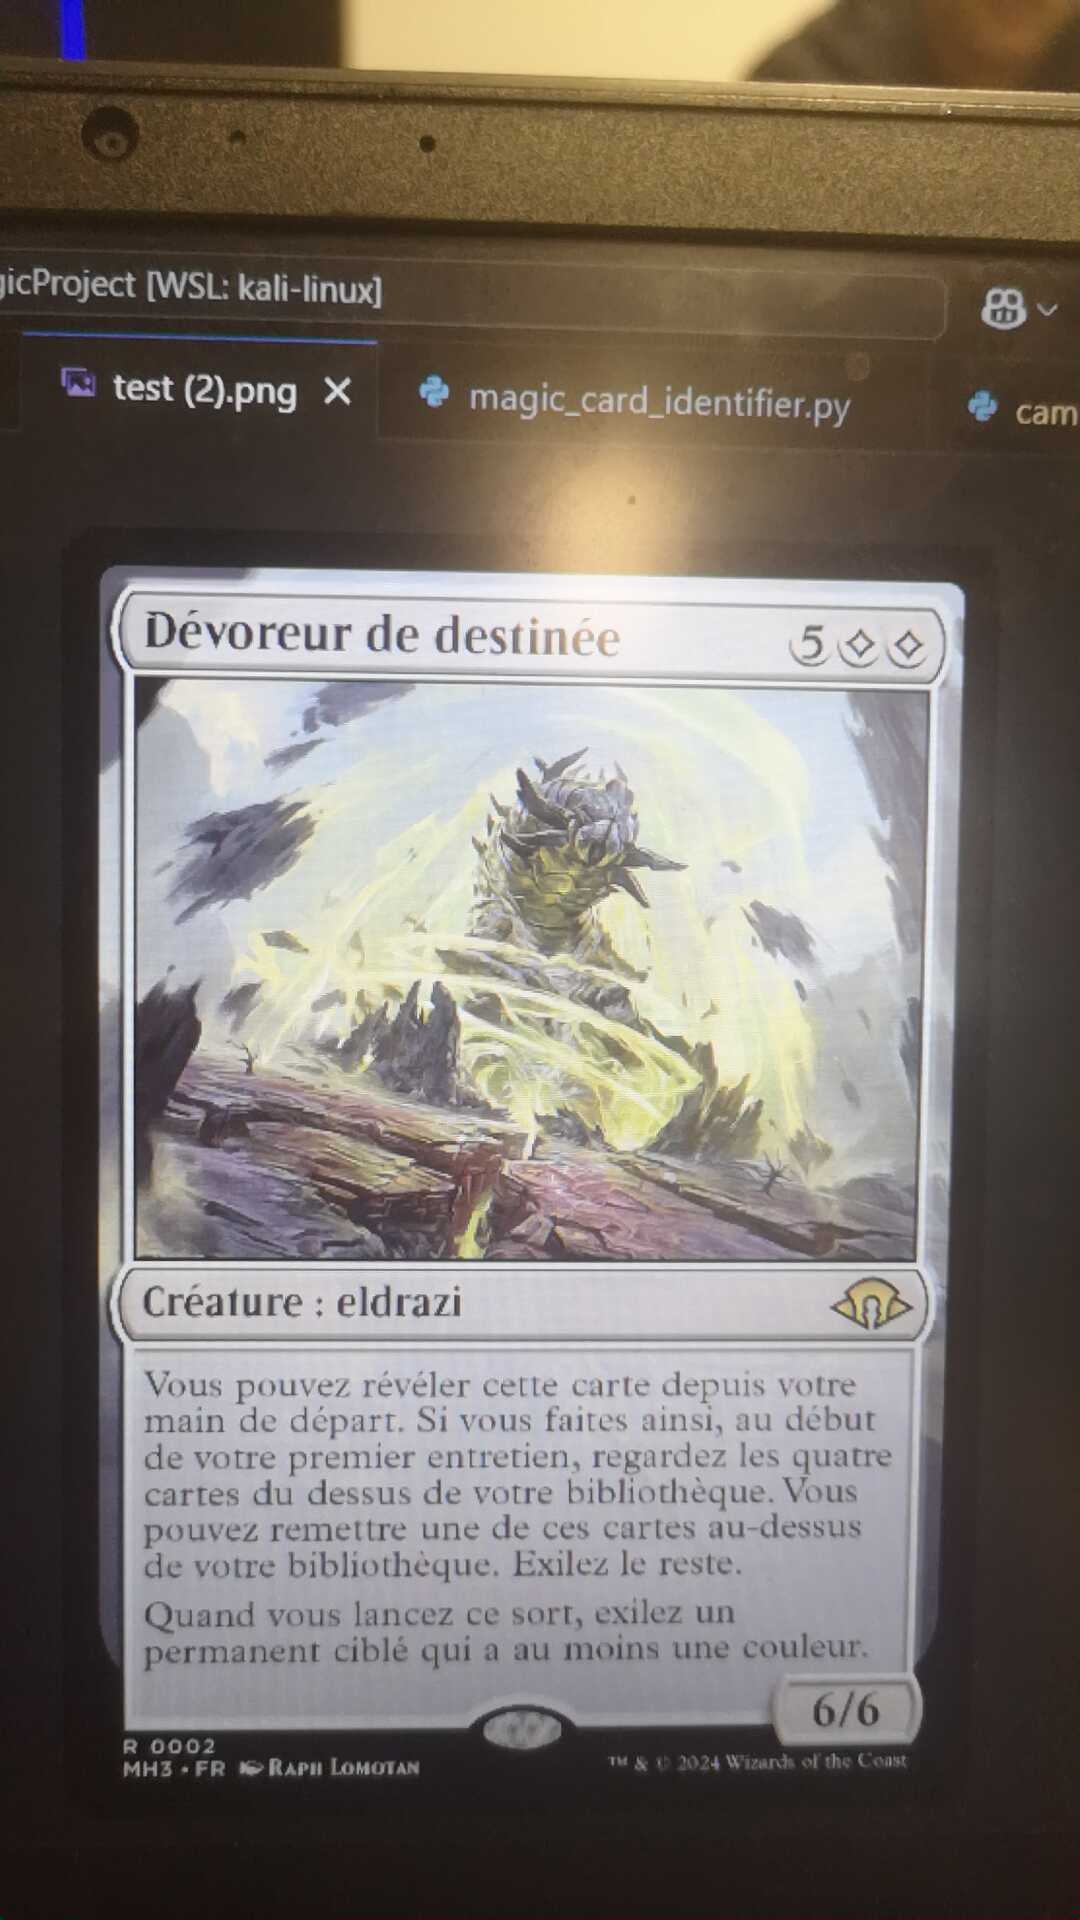 gicProject [WSL: kali-linux]
test (2).png
magic_card_identifier.py
cam
Dévoreur de destinée
5
Créature : eldrazi
Vous pouvez révéler cette carte depuis votre
main de départ. Si vous faites ainsi, au début
de votre premier entretien, regardez les quatre
cartes du dessus de votre bibliothèque. Vous
pouvez remettre une de ces cartes au-dessus
de votre bibliothèque. Exilez le reste.
Quand vous lancez ce sort, exilez un
permanent ciblé qui a au moins une couleur.
6/6
R 0002
MH3 • FR RAPH LOMOTAN
™ & © 2024 Wizards of the Coast